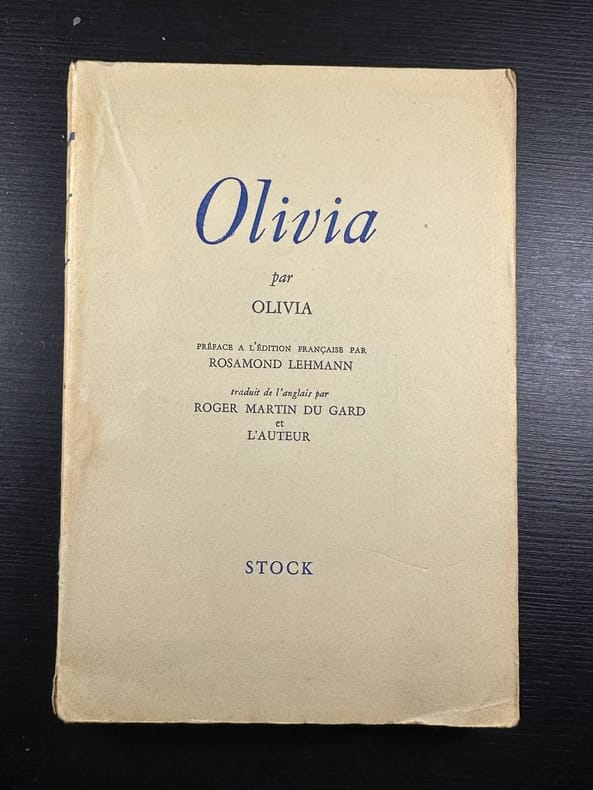 Olivia
par
OLIVIA
PRÉFACE A L'ÉDITION FRANÇAISE PAR
ROSAMOND LEHMANN
traduit de l'anglais par
ROGER MARTIN DU GARD
et
L'AUTEUR
STOCK